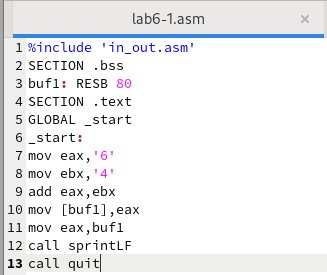 lab6-1.asm ×
1 %include 'in_out.asm'
2 SECTION .bss
3 buf1: RESB 80
4 SECTION .text
5 GLOBAL _start
6 _start:
7 mov eax,'6'
8 mov ebx,'4'
9 add eax,ebx
10 mov [buf1],eax
11 mov eax,buf1
12 call sprintLF
13 call quit